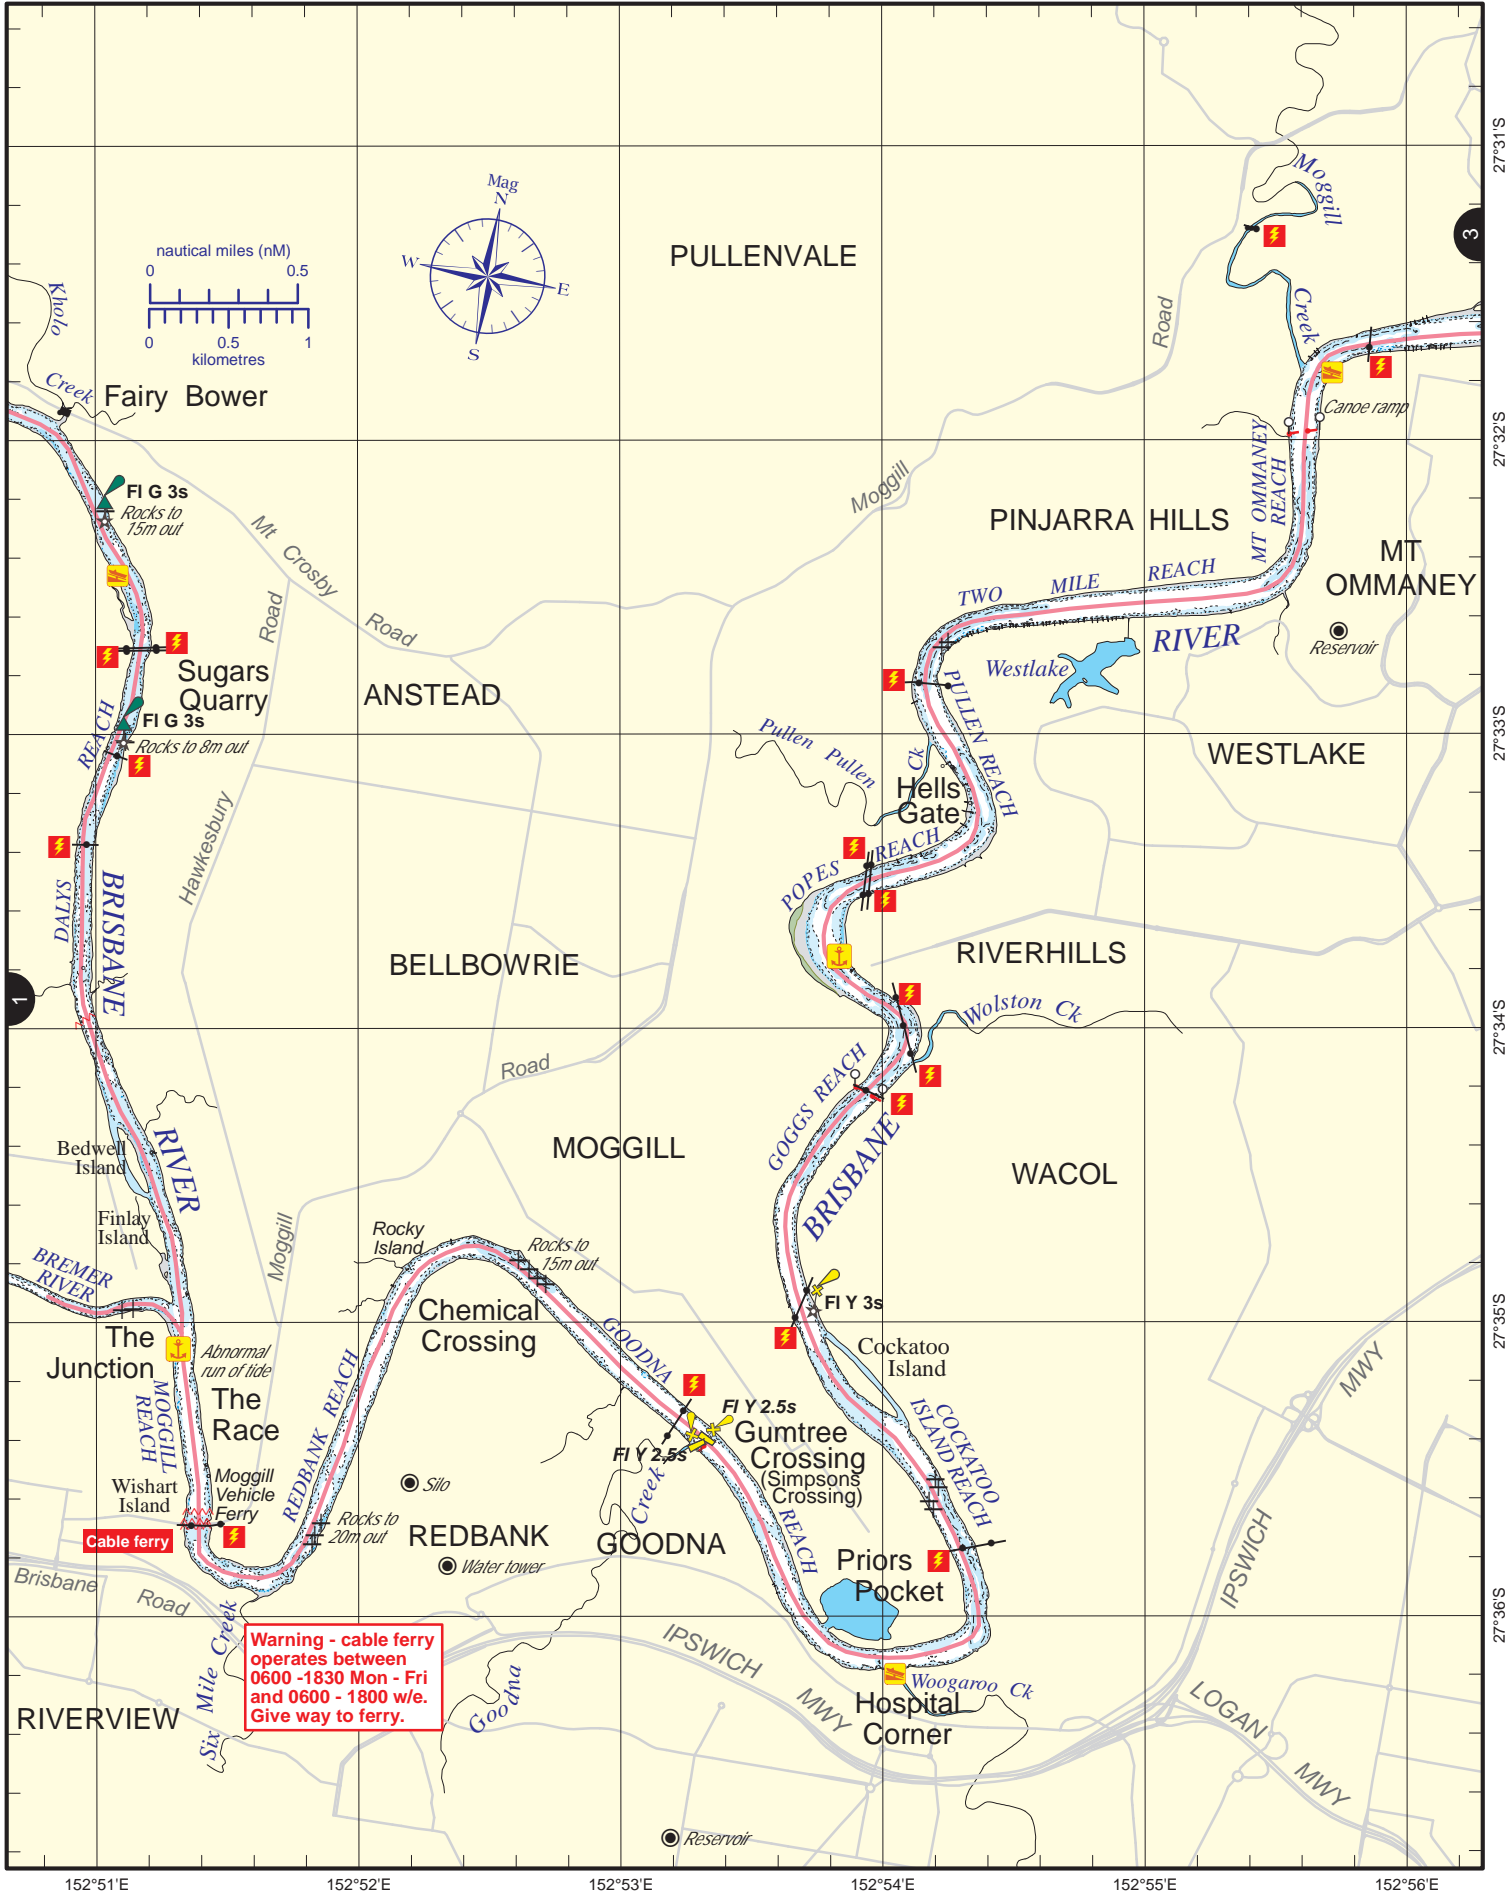 27°31'S
Moggill
Mag
N
W
E
S
nautical miles (nM)
0
0.5
0
0.5
1
kilometres
PULLENVALE
3
Kholo
Creek
Road
Creek
Fairy Bower
Canoe ramp
27°32'S
Fl G 3s
Rocks to
15m out
Mt Crosby
Road
Moggill
MT OMMANEY
REACH
PINJARRA HILLS
MT
OMMANEY
TWO MILE REACH
Road
RIVER
Reservoir
Sugars
Quarry
Westlake
ANSTEAD
PULLEN REACH
REACH
Fl G 3s
Rocks to 8m out
27°33'S
Pullen Pullen
Ck
WESTLAKE
Hells
Gate
Hawkesbury
POPES
REACH
DALYS
BRISBANE
BELLBOWRIE
RIVERHILLS
1
Wolston Ck
27°34'S
Road
GOGGS REACH
BRISBANE
Bedwell
Island
RIVER
MOGGILL
WACOL
Finlay
Island
Moggill
Rocky
Island
Rocks to
15m out
BREMER
RIVER
Fl Y 3s
Chemical
Crossing
27°35'S
The
Junction
Abnormal
run of tide
GOODNA
Cockatoo
Island
MWY
MOGGILL
REACH
The
Race
REDBANK REACH
Fl Y 2.5s
Gumtree
Crossing
(Simpsons
Crossing)
Fl Y 2.5s
COCKATOO
ISLAND REACH
Wishart
Island
Moggill
Vehicle
Ferry
Silo
Creek
Rocks to
20m out
Cable ferry
REDBANK
GOODNA
REACH
IPSWICH
Water tower
Priors
Pocket
Brisbane
Road
27°36'S
Six Mile Creek
Warning - cable ferry
operates between
0600 -1830 Mon - Fri
and 0600 - 1800 w/e.
Give way to ferry.
IPSWICH
MWY
Goodna
Woogaroo Ck
Hospital
Corner
RIVERVIEW
LOGAN
MWY
Reservoir
152°51'E
152°52'E
152°53'E
152°54'E
152°55'E
152°56'E